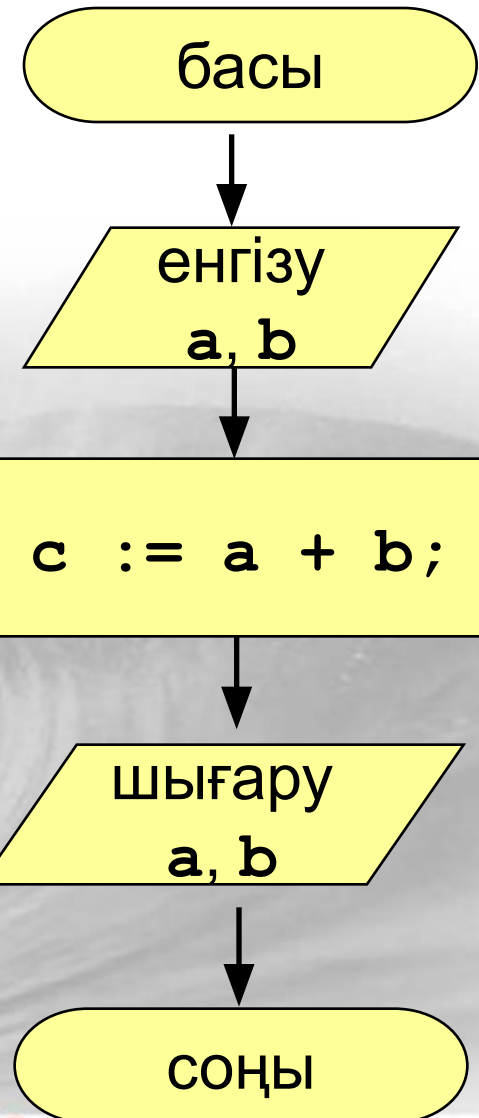 басы
енгізу
a, b
c := a + b;
шығару
a, b
соңы